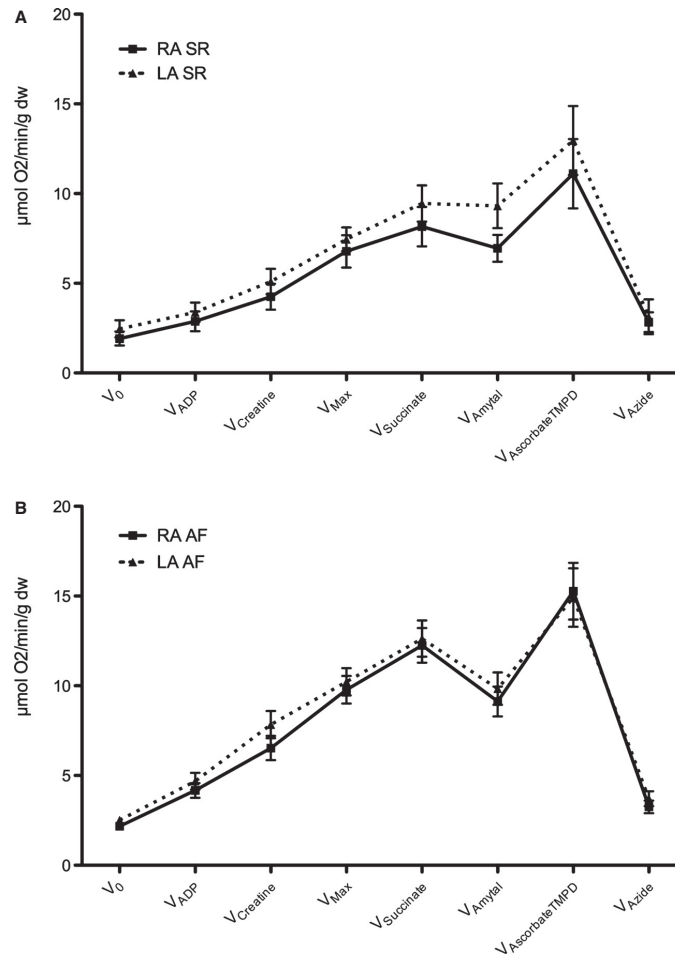 A
20
15
10
5
0
µmol O2/min/g dw
RA SR
LA SR
V0
VADP
VCreatine
VMax
VSuccinate
VAmytal
VAscorbateTMPD
VAzide
B
20
15
10
5
0
µmol O2/min/g dw
RA AF
LA AF
V0
VADP
VCreatine
VMax
VSuccinate
VAmytal
VAscorbateTMPD
VAzide